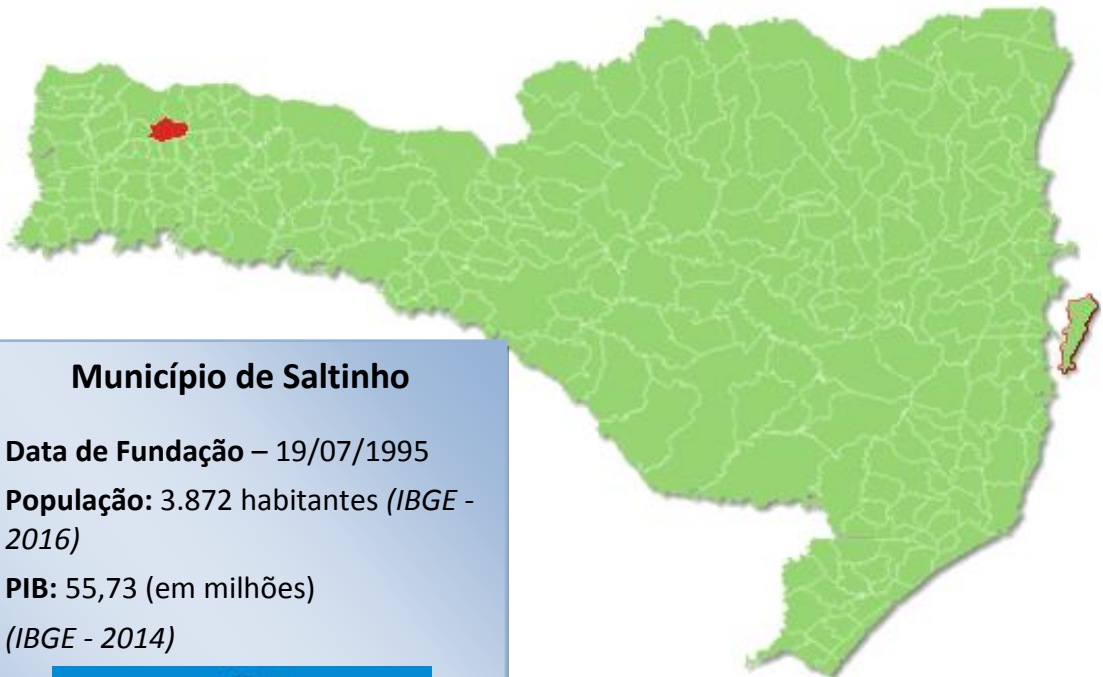 Município de Saltinho
Data de Fundação – 19/07/1995
População: 3.872 habitantes (IBGE -
2016)
PIB: 55,73 (em milhões)
(IBGE - 2014)